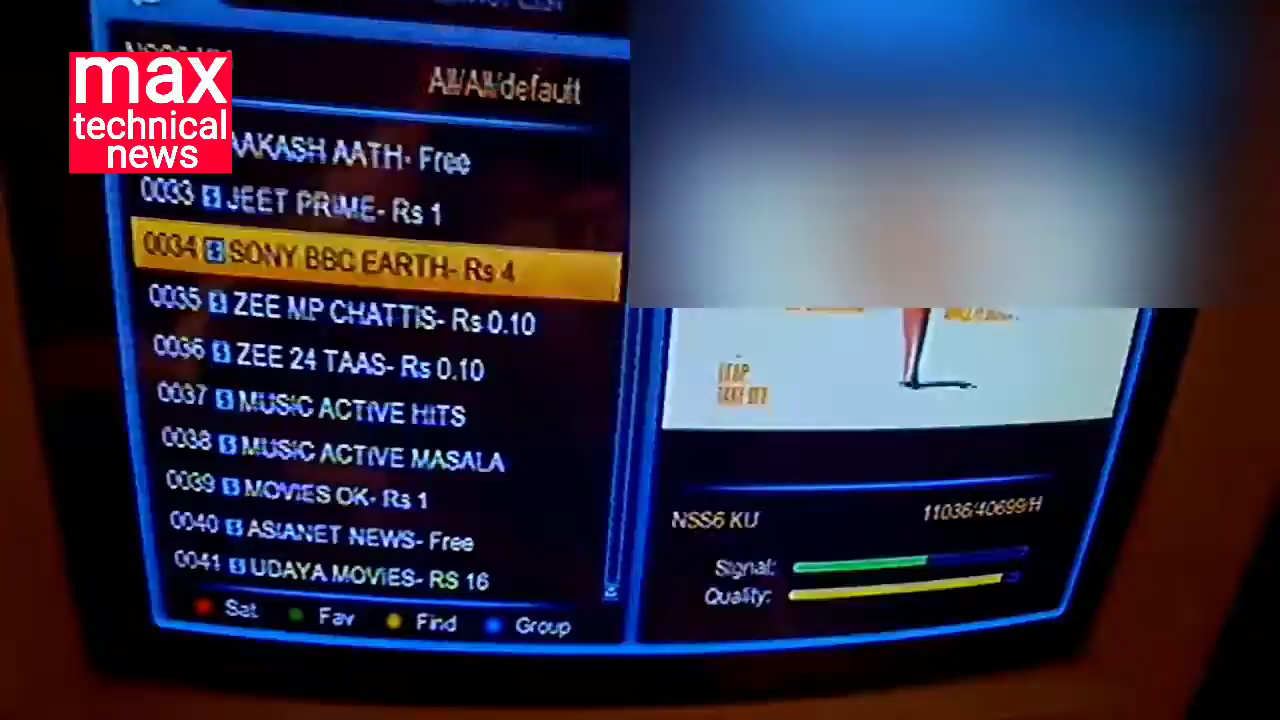 max
technical
news
All/All/default
AAKASH AATH- Free
0033 JEET PRIME- Rs 1
0034 SONY BBC EARTH- Rs 4
0035 ZEE MP CHATTIS- Rs 0.10
0036 ZEE 24 TAAS- Rs 0.10
0037 MUSIC ACTIVE HITS
0038 MUSIC ACTIVE MASALA
0039 MOVIES OK- Rs 1
0040 ASIANET NEWS- Free
0041 UDAYA MOVIES- RS 16
Sat Fav Find Group
NSS6 KU
11036/40699/H
Signal:
Quality: